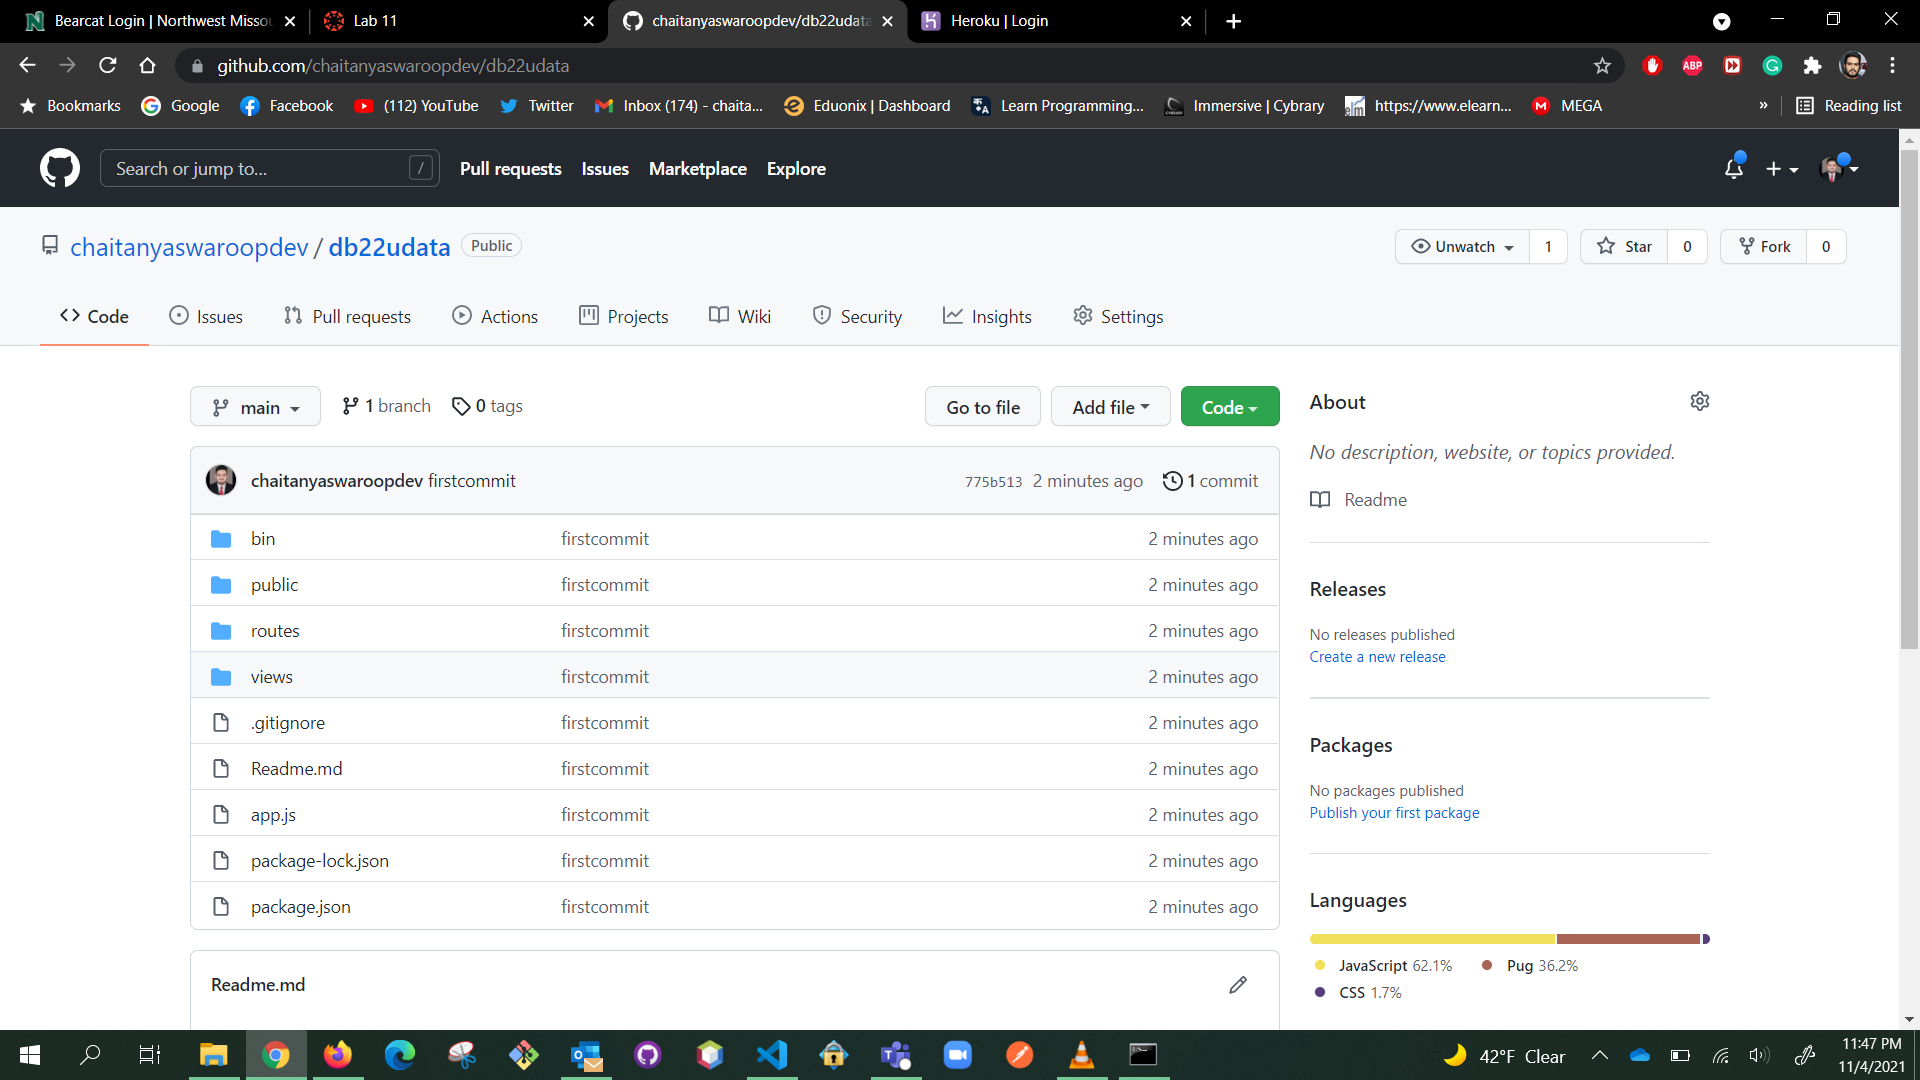 Bearcat Login | Northwest Misso
Lab 11
chaitanyaswaroopdev/db22udata
Heroku | Login
github.com/chaitanyaswaroopdev/db22udata
ABP
Bookmarks
Google
Facebook
(112) YouTube
Twitter
Inbox (174) - chaita...
Eduonix | Dashboard
Learn Programming...
Immersive | Cybrary
https://www.elearn...
MEGA
»
Reading list
Search or jump to...
/
Pull requests
Issues
Marketplace
Explore
chaitanyaswaroopdev / db22udata
Public
Unwatch
1
Star
0
Fork
0
Code
Issues
Pull requests
Actions
Projects
Wiki
Security
Insights
Settings
main
1 branch
0 tags
Go to file
Add file
Code
chaitanyaswaroopdev firstcommit
775b513
2 minutes ago
1 commit
bin
firstcommit
2 minutes ago
public
firstcommit
2 minutes ago
routes
firstcommit
2 minutes ago
views
firstcommit
2 minutes ago
.gitignore
firstcommit
2 minutes ago
Readme.md
firstcommit
2 minutes ago
app.js
firstcommit
2 minutes ago
package-lock.json
firstcommit
2 minutes ago
package.json
firstcommit
2 minutes ago
Readme.md
About
No description, website, or topics provided.
Readme
Releases
No releases published
Create a new release
Packages
No packages published
Publish your first package
Languages
JavaScript 62.1%
Pug 36.2%
CSS 1.7%
42°F Clear
11:47 PM
11/4/2021